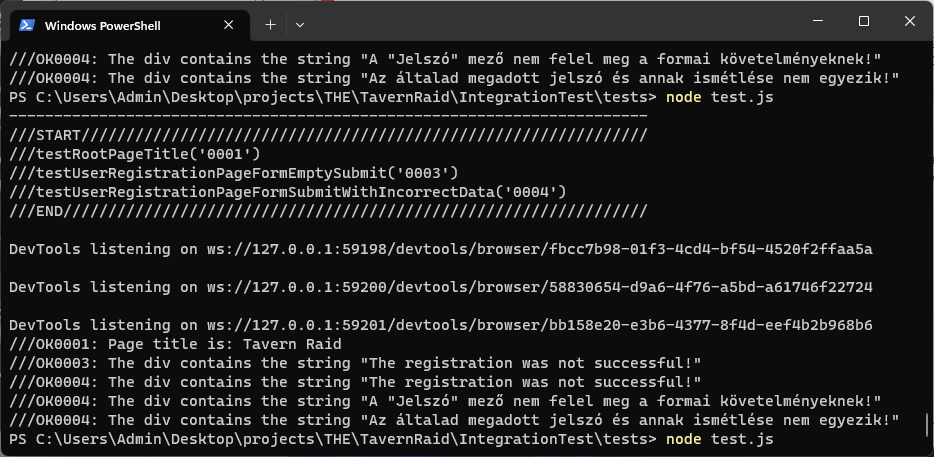 Windows PowerShell
///OK0004: The div contains the string "A "Jelszó" mező nem felel meg a formai követelményeknek!"
///OK0004: The div contains the string "Az általad megadott jelszó és annak ismétlése nem egyezik!"
PS C:\Users\Admin\Desktop\projects\THE\TavernRaid\IntegrationTest\tests> node test.js
-----------------------------------------------------------------------
///START///////////////////////////////////////////////////////////////
///testRootPageTitle('0001')
///testUserRegistrationPageFormEmptySubmit('0003')
///testUserRegistrationPageFormSubmitWithIncorrectData('0004')
///END/////////////////////////////////////////////////////////////////
DevTools listening on ws://127.0.0.1:59198/devtools/browser/fbcc7b98-01f3-4cd4-bf54-4520f2ffaa5a
DevTools listening on ws://127.0.0.1:59200/devtools/browser/58830654-d9a6-4f76-a5bd-a61746f22724
DevTools listening on ws://127.0.0.1:59201/devtools/browser/bb158e20-e3b6-4377-8f4d-eef4b2b968b6
///OK0001: Page title is: Tavern Raid
///OK0003: The div contains the string "The registration was not successful!"
///OK0004: The div contains the string "The registration was not successful!"
///OK0004: The div contains the string "A "Jelszó" mező nem felel meg a formai követelményeknek!"
///OK0004: The div contains the string "Az általad megadott jelszó és annak ismétlése nem egyezik!"
PS C:\Users\Admin\Desktop\projects\THE\TavernRaid\IntegrationTest\tests> node test.js